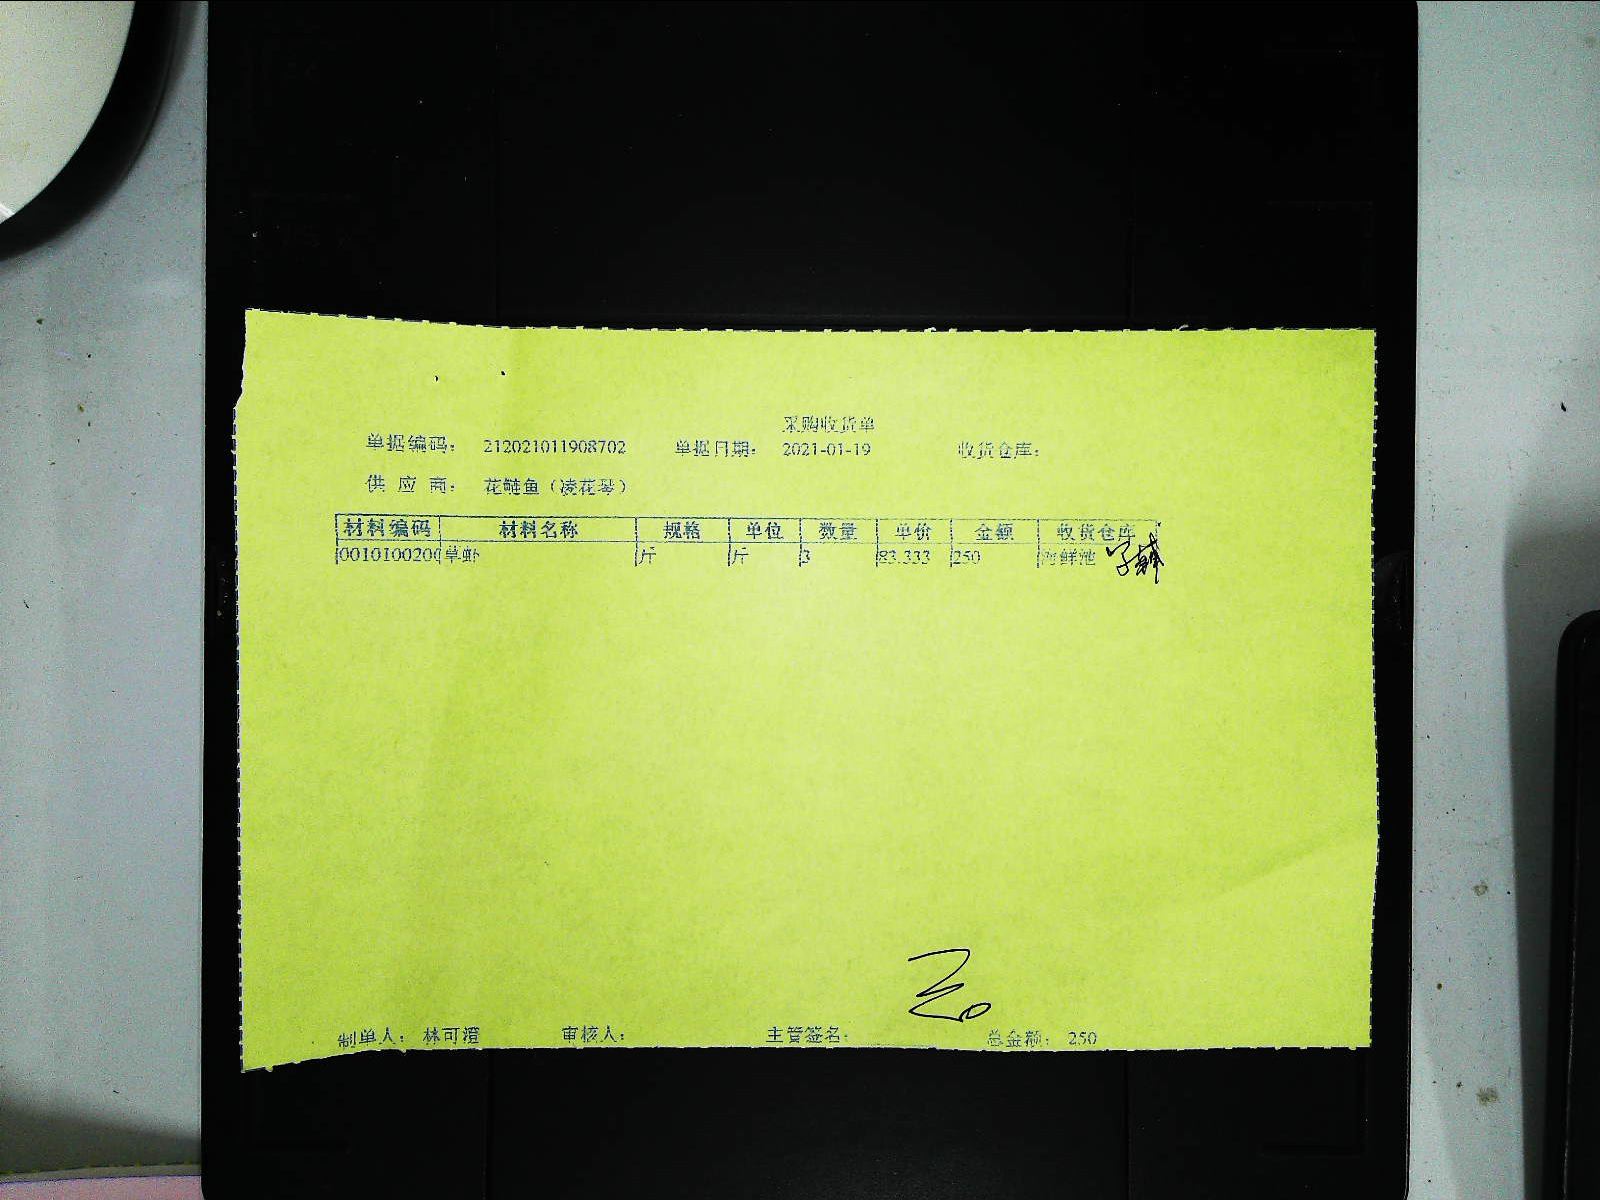 采购收货单
单据编码： 212021011908702 单据日期： 2021-01-19 收货仓库：
供 应 商： 花鲢鱼（凌花琴）
材料编码 材料名称 规格 单位 数量 单价 金额 收货仓库
0010100200 草虾 斤 斤 3 83.333 250 海鲜池
制单人： 林可澄 审核人： 主管签名： 总金额： 250